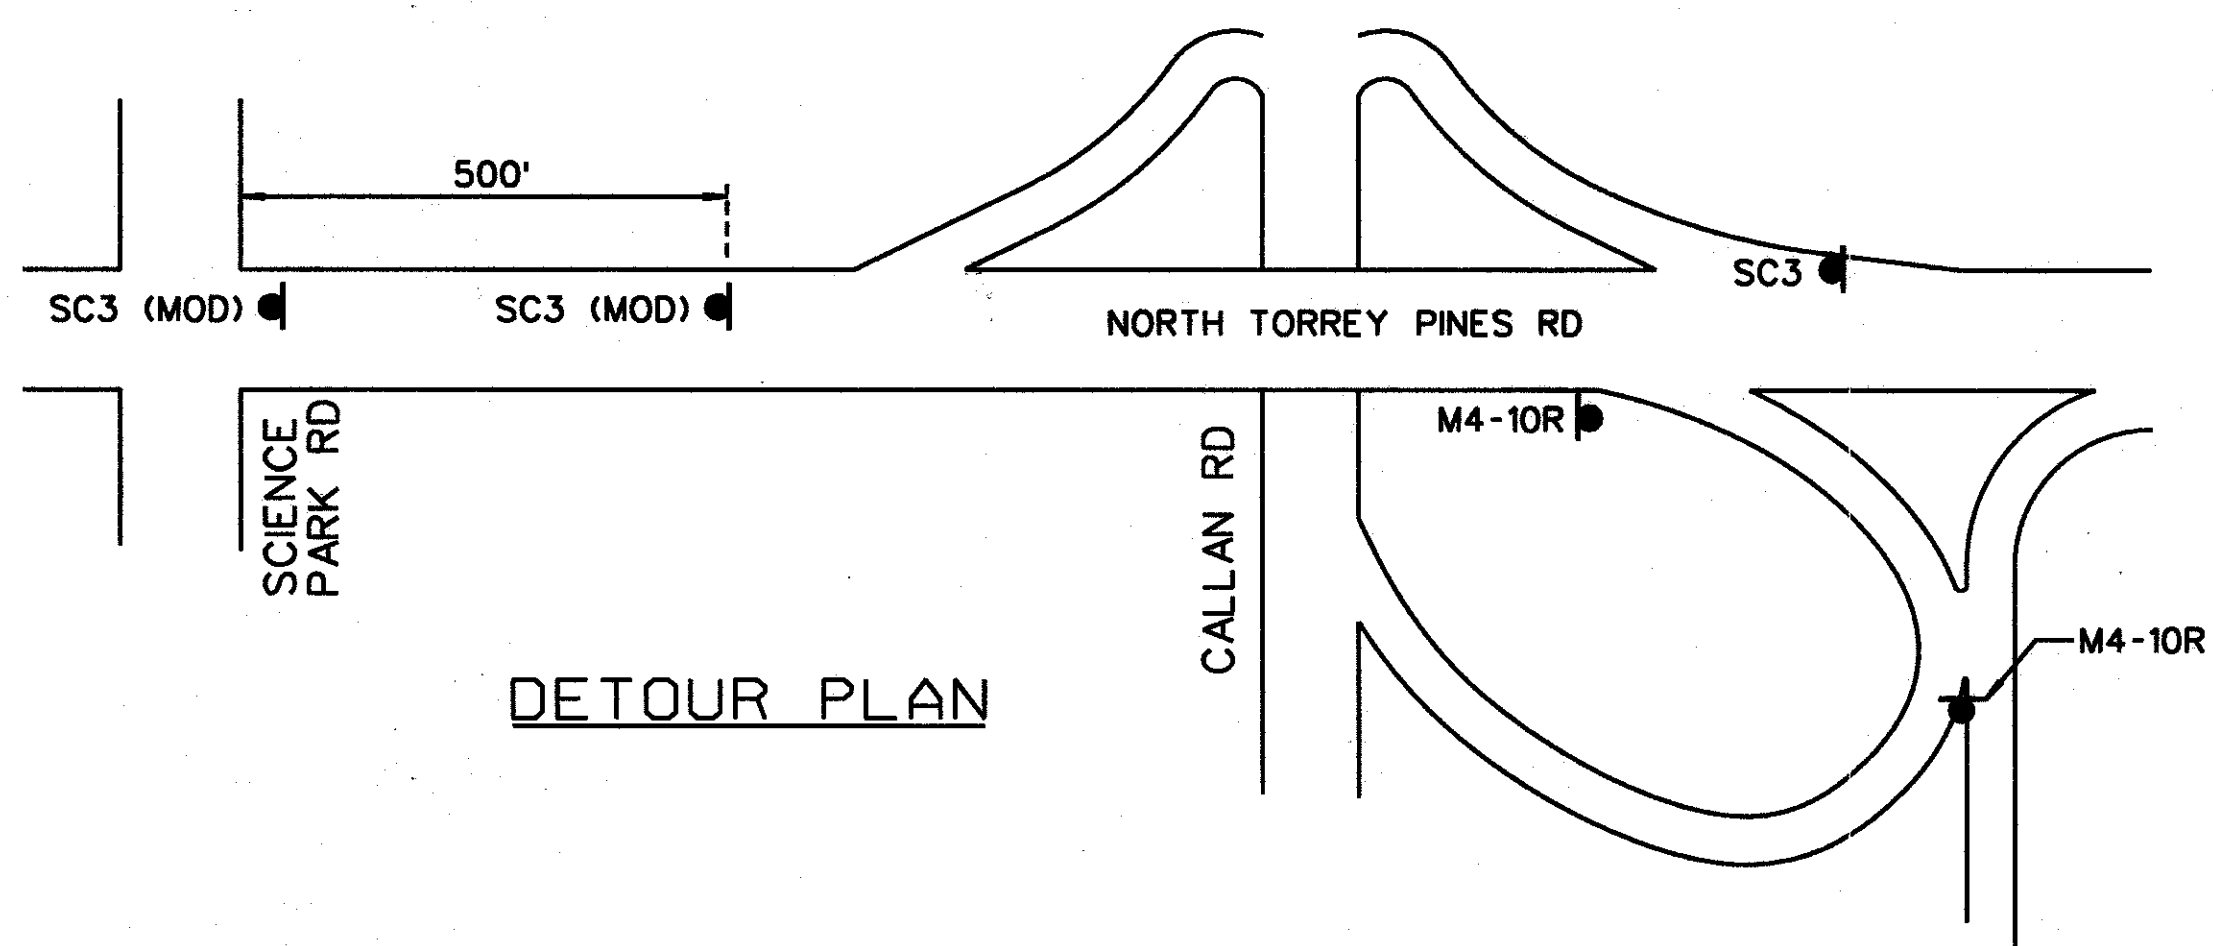 500'
SC3 (MOD)
SC3 (MOD)
SC3
NORTH TORREY PINES RD
M4-10R
SCIENCE
PARK RD
CALLAN RD
M4-10R
DETOUR PLAN